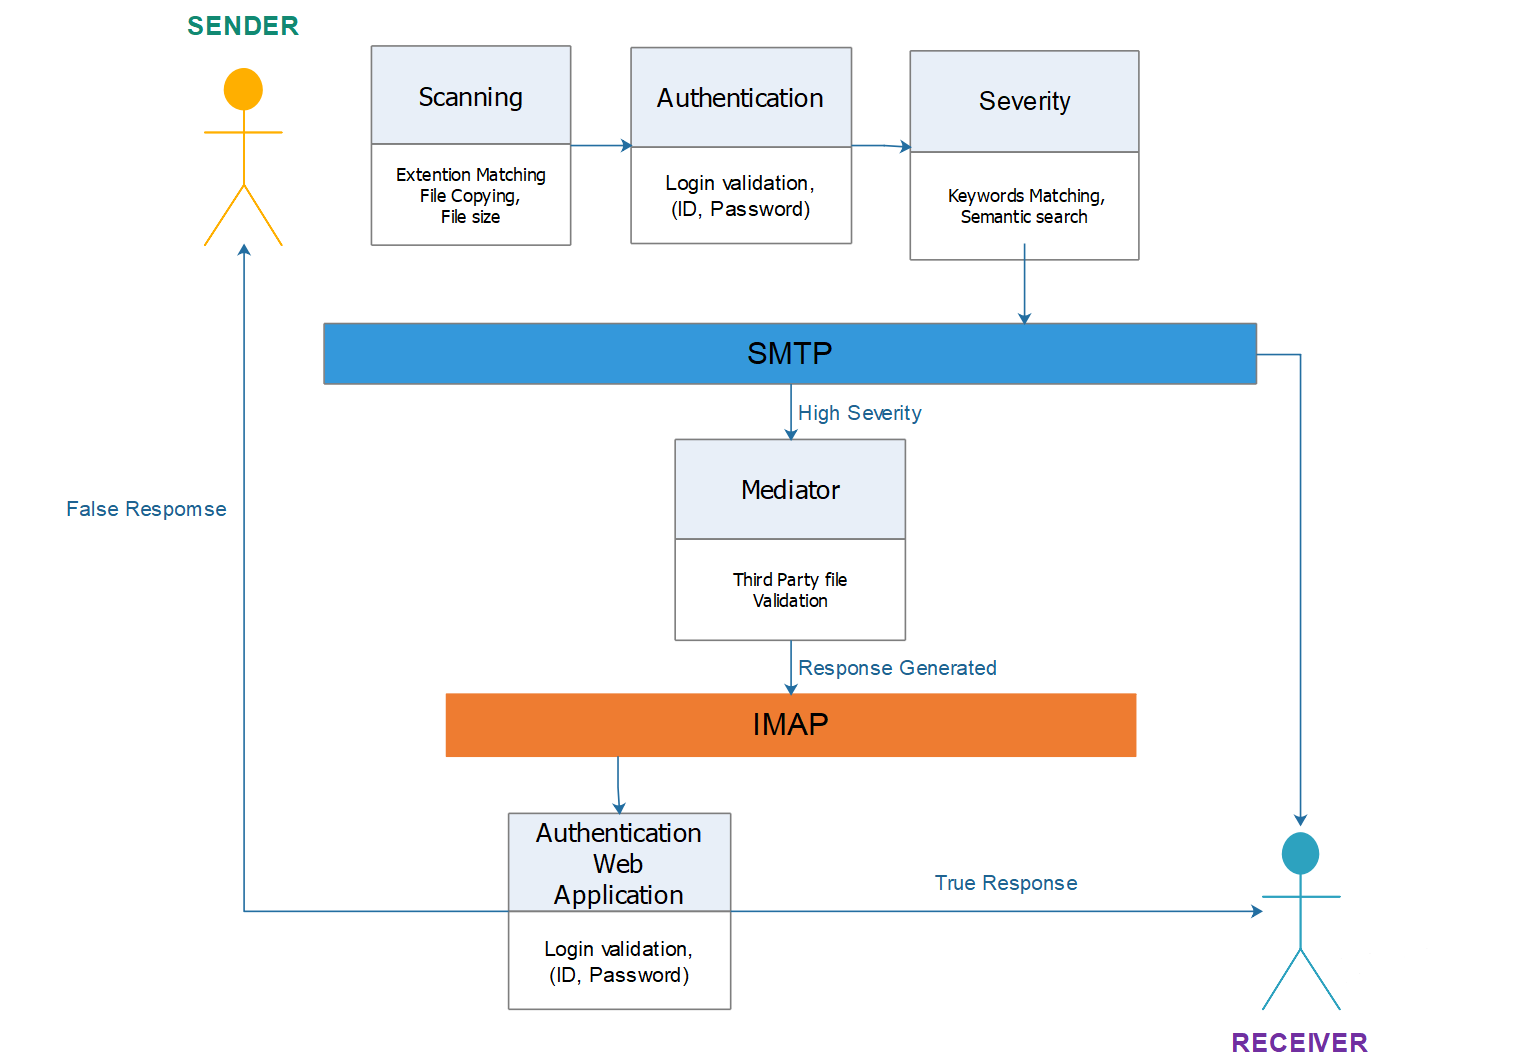 SENDER
Scanning
Extention Matching
File Copying,
File size
Authentication
Login validation,
(ID, Password)
Severity
Keywords Matching,
Semantic search
SMTP
High Severity
Mediator
Third Party file
Validation
False Respomse
Response Generated
IMAP
Authentication
Web
Application
Login validation,
(ID, Password)
True Response
RECEIVER